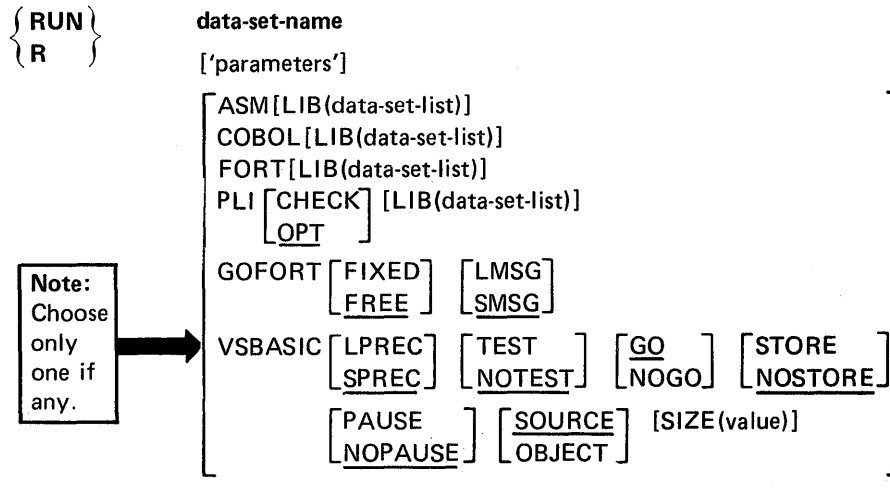 {RUN} data-set-name
{R}
['parameters']
ASM[LIB(data-set-list)]
COBOL[LIB(data-set-list)]
FORT[LIB(data-set-list)]
PLI [CHECK] [LIB(data-set-list)]
[OPT]
GOFORT [FIXED] [LMSG]
[FREE] [SMSG]
Note:
Choose
only
one if
any.
VSBASIC [LPREC] [TEST] [GO] [STORE]
[SPREC] [NOTEST] [NOGO] [NOSTORE]
[PAUSE] [SOURCE] [SIZE(value)]
[NOPAUSE] [OBJECT]